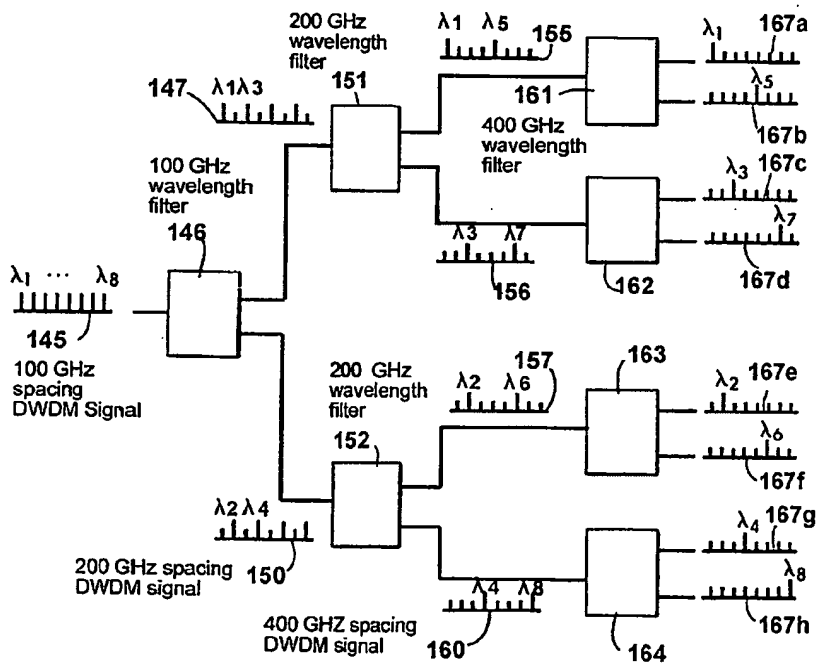 200 GHz
wavelength
filter
151
λ1 λ5
155
λ1
167a
161
λ5
167b
147
λ1λ3
400 GHz
wavelength
filter
167c
λ3
λ7
167d
100 GHz
wavelength
filter
146
λ3 λ7
156
162
λ1 ... λ8
145
100 GHz
spacing
DWDM Signal
200 GHz
wavelength
filter
152
λ2 λ6
157
163
λ2
167e
λ6
167f
λ2 λ4
150
200 GHz spacing
DWDM signal
λ4 λ8
160
400 GHZ spacing
DWDM signal
164
λ4
167g
λ8
167h